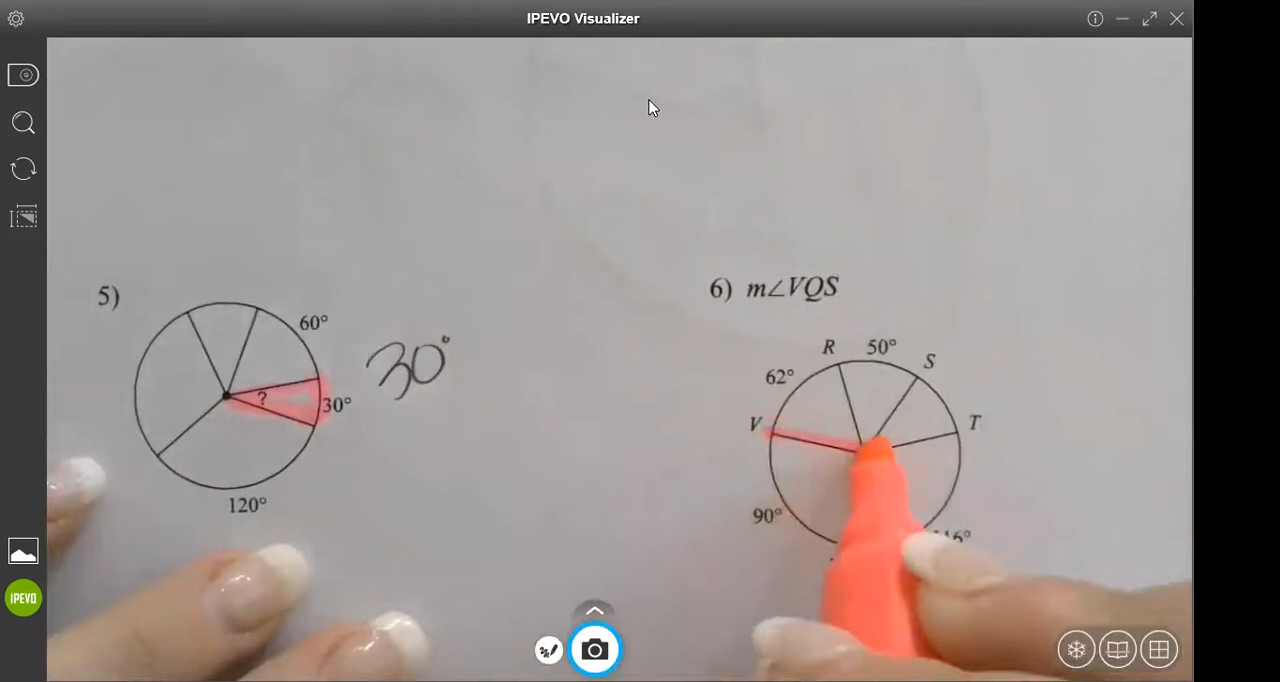 IPEVO Visualizer
5)
60°
?
30°
120°
30°
6) m∠VQS
R
50°
S
62°
V
T
90°
IPEVO